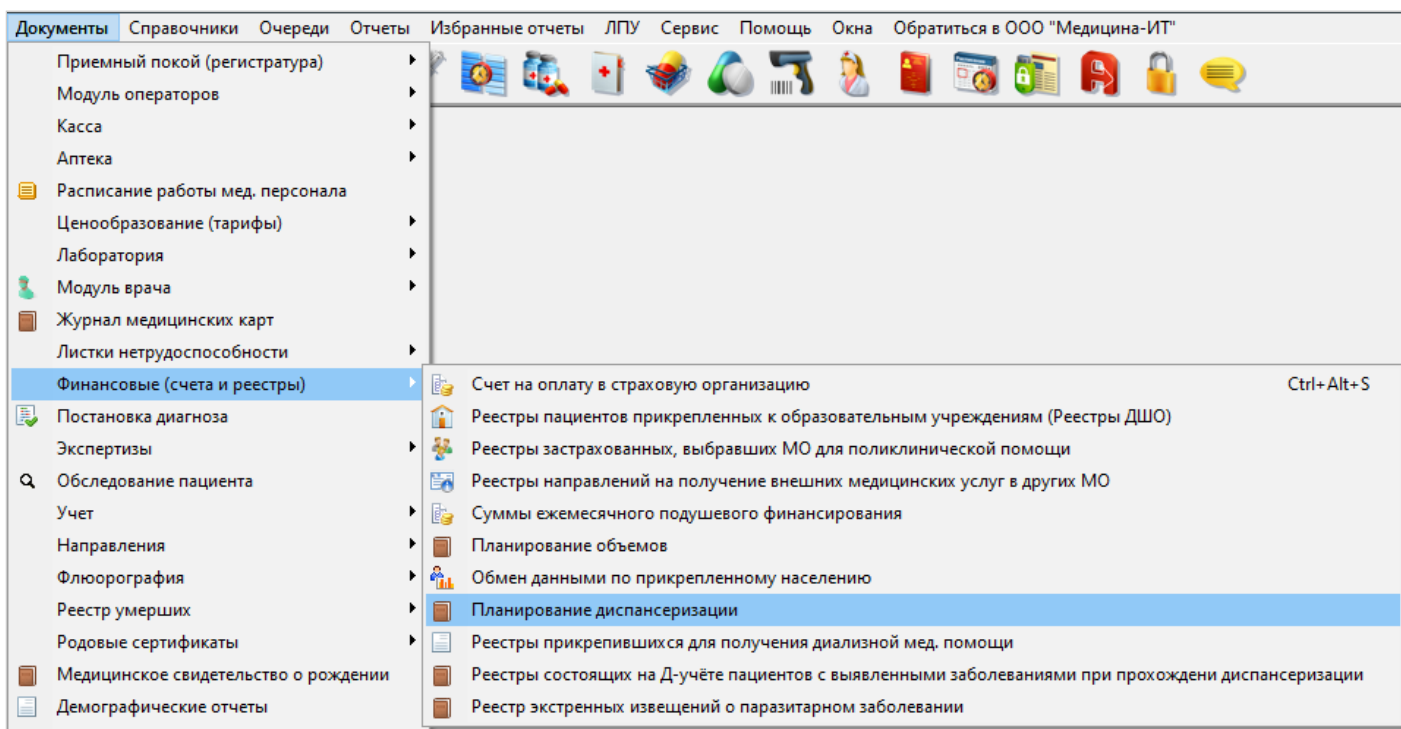 Документы Справочники Очереди Отчеты Избранные отчеты ЛПУ Сервис Помощь Окна Обратиться в ООО "Медицина-ИТ"
Приемный покой (регистратура)
Модуль операторов
Касса
Аптека
Расписание работы мед. персонала
Ценообразование (тарифы)
Лаборатория
Модуль врача
Журнал медицинских карт
Листки нетрудоспособности
Финансовые (счета и реестры)
Постановка диагноза
Экспертизы
Обследование пациента
Учет
Направления
Флюорография
Реестр умерших
Родовые сертификаты
Медицинское свидетельство о рождении
Демографические отчеты
Счет на оплату в страховую организацию Ctrl+Alt+S
Реестры пациентов прикрепленных к образовательным учреждениям (Реестры ДШО)
Реестры застрахованных, выбравших МО для поликлинической помощи
Реестры направлений на получение внешних медицинских услуг в других МО
Суммы ежемесячного подушевого финансирования
Планирование объемов
Обмен данными по прикрепленному населению
Планирование диспансеризации
Реестры прикрепившихся для получения диализной мед. помощи
Реестры состоящих на Д-учёте пациентов с выявленными заболеваниями при прохождени диспансеризации
Реестр экстренных извещений о паразитарном заболевании